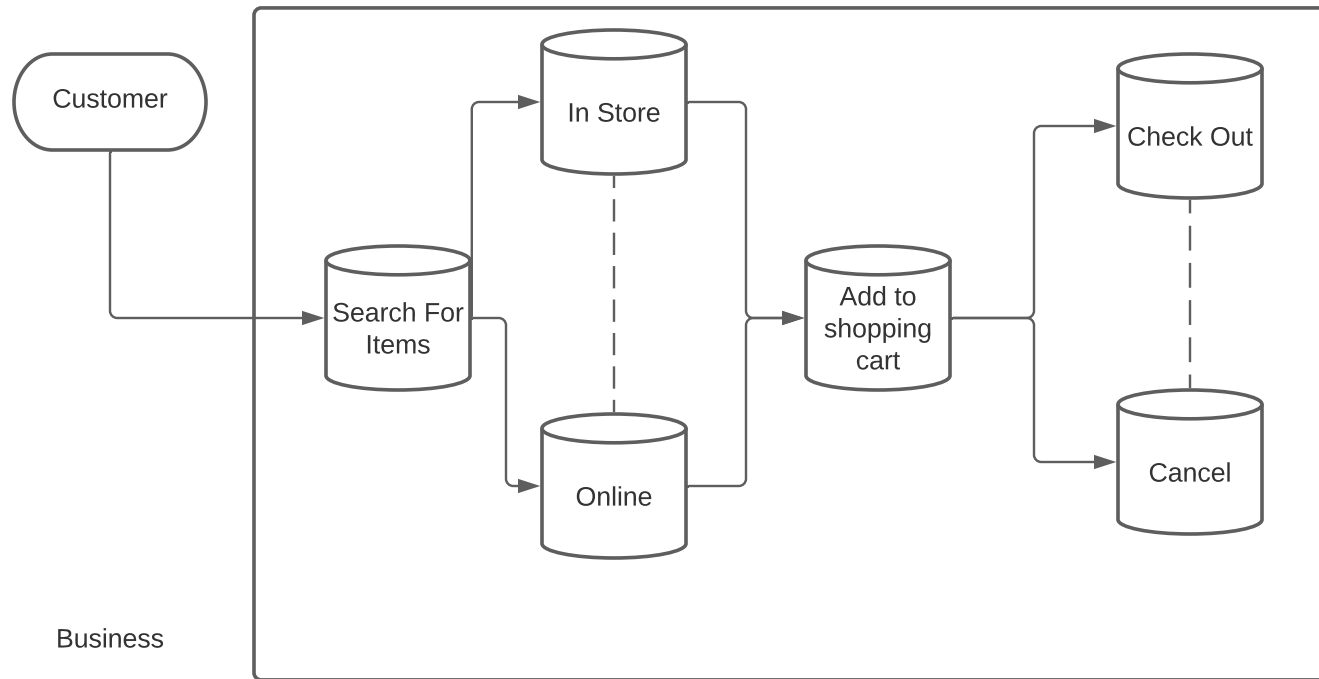 Customer
In Store
Check Out
Search For
Items
Add to
shopping
cart
Online
Cancel
Business